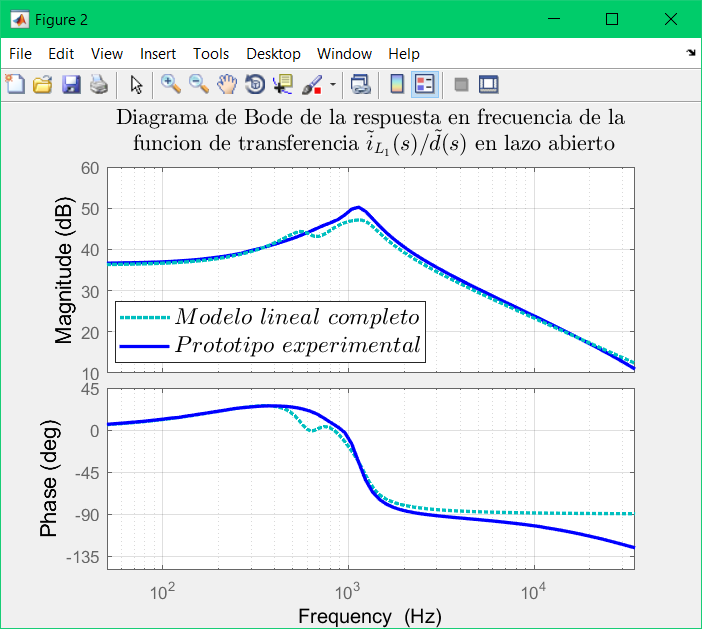 Figure 2
File Edit View Insert Tools Desktop Window Help
Diagrama de Bode de la respuesta en frecuencia de la
funcion de transferencia ĩ_{L_1}(s)/d̃(s) en lazo abierto
60
50
40
30
20
10
Magnitude (dB)
Modelo lineal completo
Prototipo experimental
45
0
-45
-90
-135
Phase (deg)
10^2 10^3 10^4
Frequency (Hz)